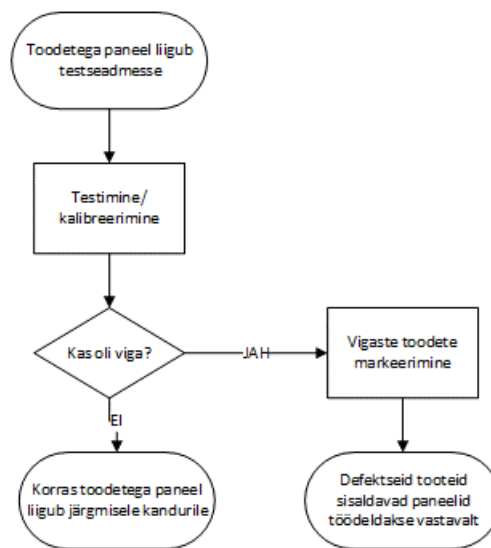 Toodetega paneel liigub
testseadmesse
Testimine/
kalibreerimine
Kas oli viga?
JAH
Vigaste toodete
markeerimine
EI
Korras toodetega paneel
liigub järgmisele kandurile
Defektseid tooteid
sisaldavad paneelid
töödeldakse vastavalt